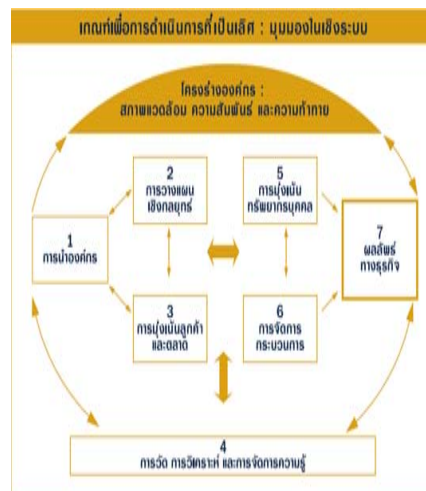 เกณฑ์เพื่อการดำเนินการที่เป็นเลิศ : มุมมองในเชิงระบบ
โครงร่างองค์กร :
สภาพแวดล้อม ความสัมพันธ์ และความท้าทาย
2
การวางแผน
เชิงกลยุทธ์
5
การมุ่งเน้น
ทรัพยากรบุคคล
1
การนำองค์กร
7
ผลลัพธ์
ทางธุรกิจ
3
การมุ่งเน้นลูกค้า
และตลาด
6
การจัดการ
กระบวนการ
4
การวัด การวิเคราะห์ และการจัดการความรู้